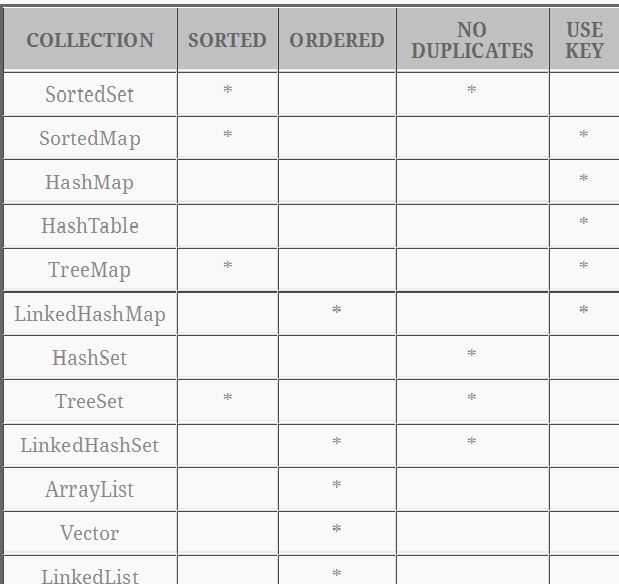 COLLECTION SORTED ORDERED NO DUPLICATES USE KEY
SortedSet * *
SortedMap * *
HashMap *
HashTable *
TreeMap * *
LinkedHashMap * *
HashSet *
TreeSet * *
LinkedHashSet * *
ArrayList *
Vector *
LinkedList *